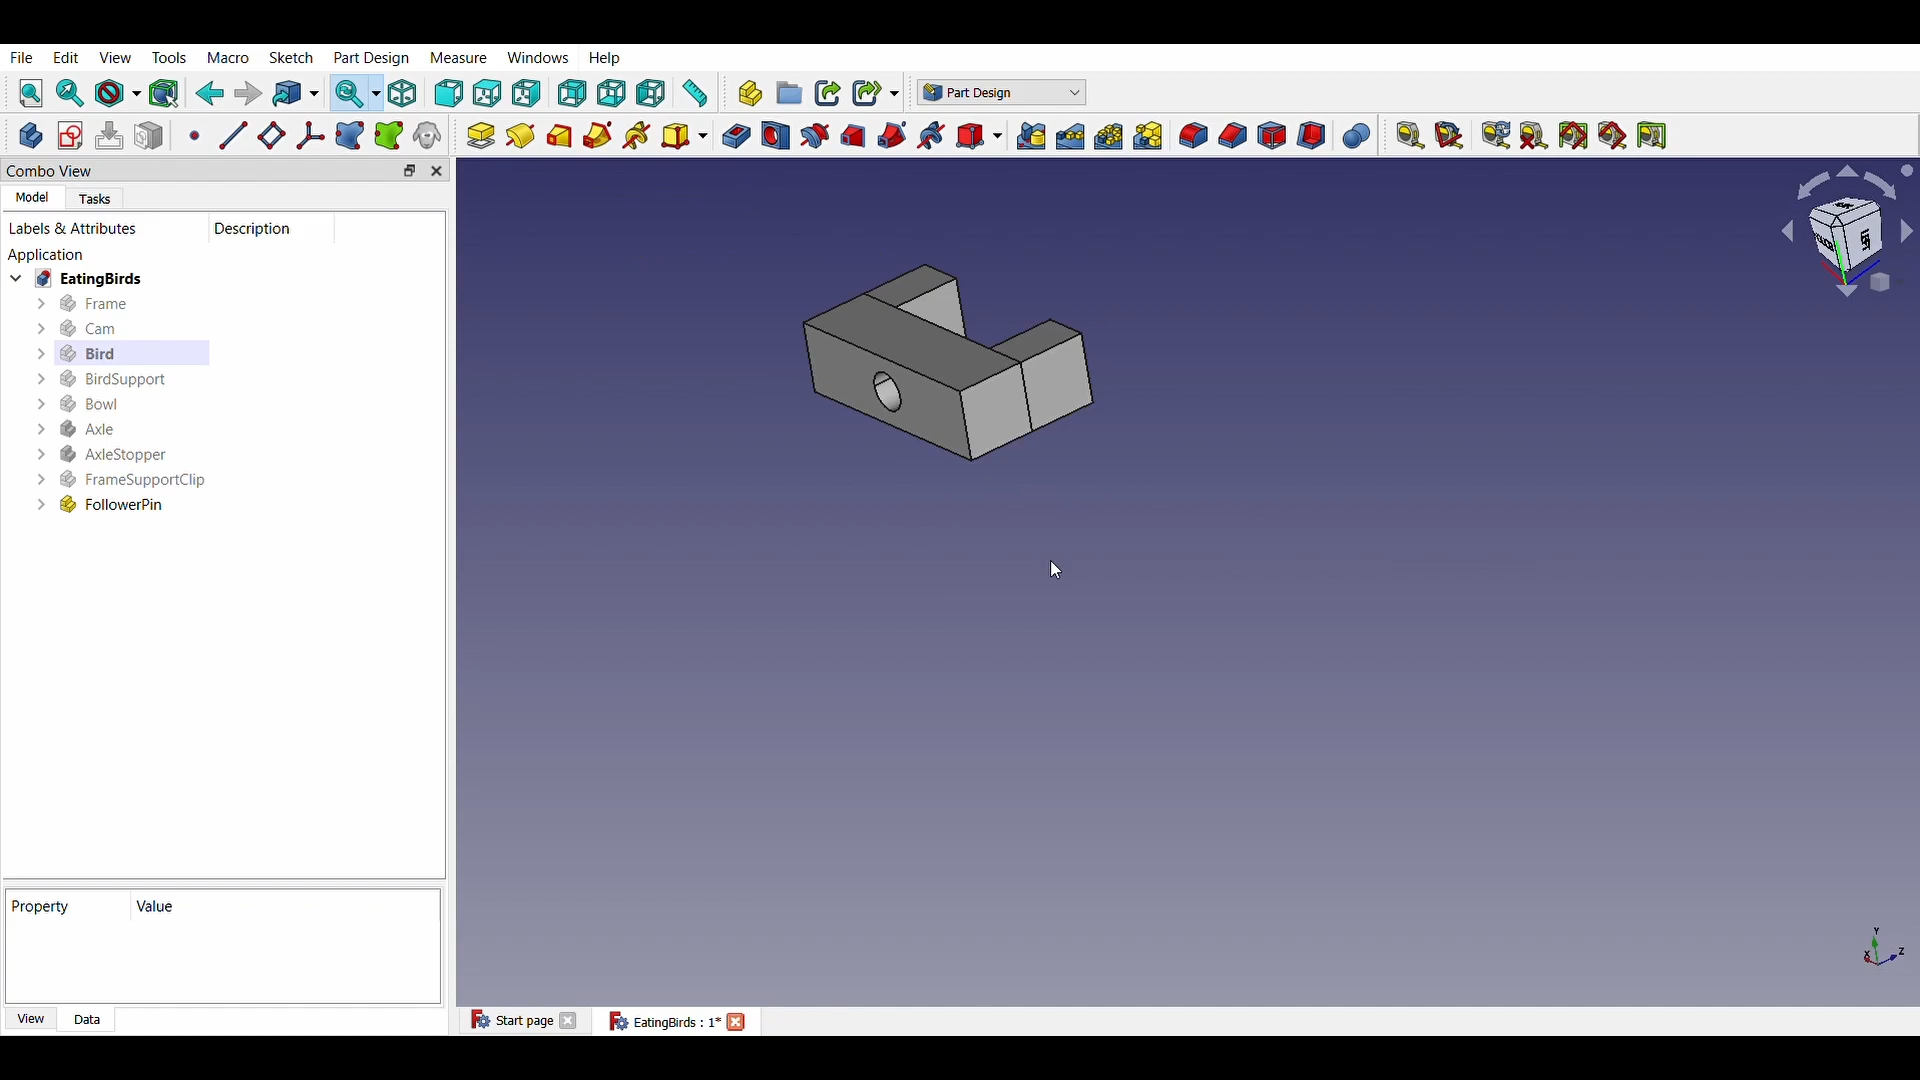 File Edit View Tools Macro Sketch Part Design Measure Windows Help
Part Design
Combo View
Model Tasks
Labels & Attributes Description
Application
EatingBirds
Frame
Cam
Bird
BirdSupport
Bowl
Axle
AxleStopper
FrameSupportClip
FollowerPin
Property Value
View Data
Start page
EatingBirds : 1*
Y
Z
X